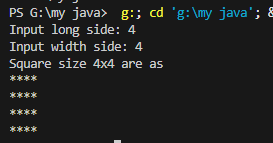 PS G:\my java> g:; cd 'g:\my java'; &
Input long side: 4
Input width side: 4
Square size 4x4 are as
****
****
****
****